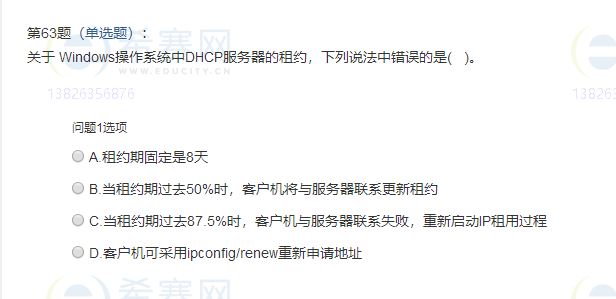 第63题（单选题）：
希赛网
WWW.EDUCITY.CN
关于 Windows操作系统中DHCP服务器的租约，下列说法中错误的是(　)。
13826356876
问题1选项
A.租约期固定是8天
B.当租约期过去50%时，客户机将与服务器联系更新租约
C.当租约期过去87.5%时，客户机与服务器联系失败，重新启动IP租用过程
D.客户机可采用ipconfig/renew重新申请地址
希赛网